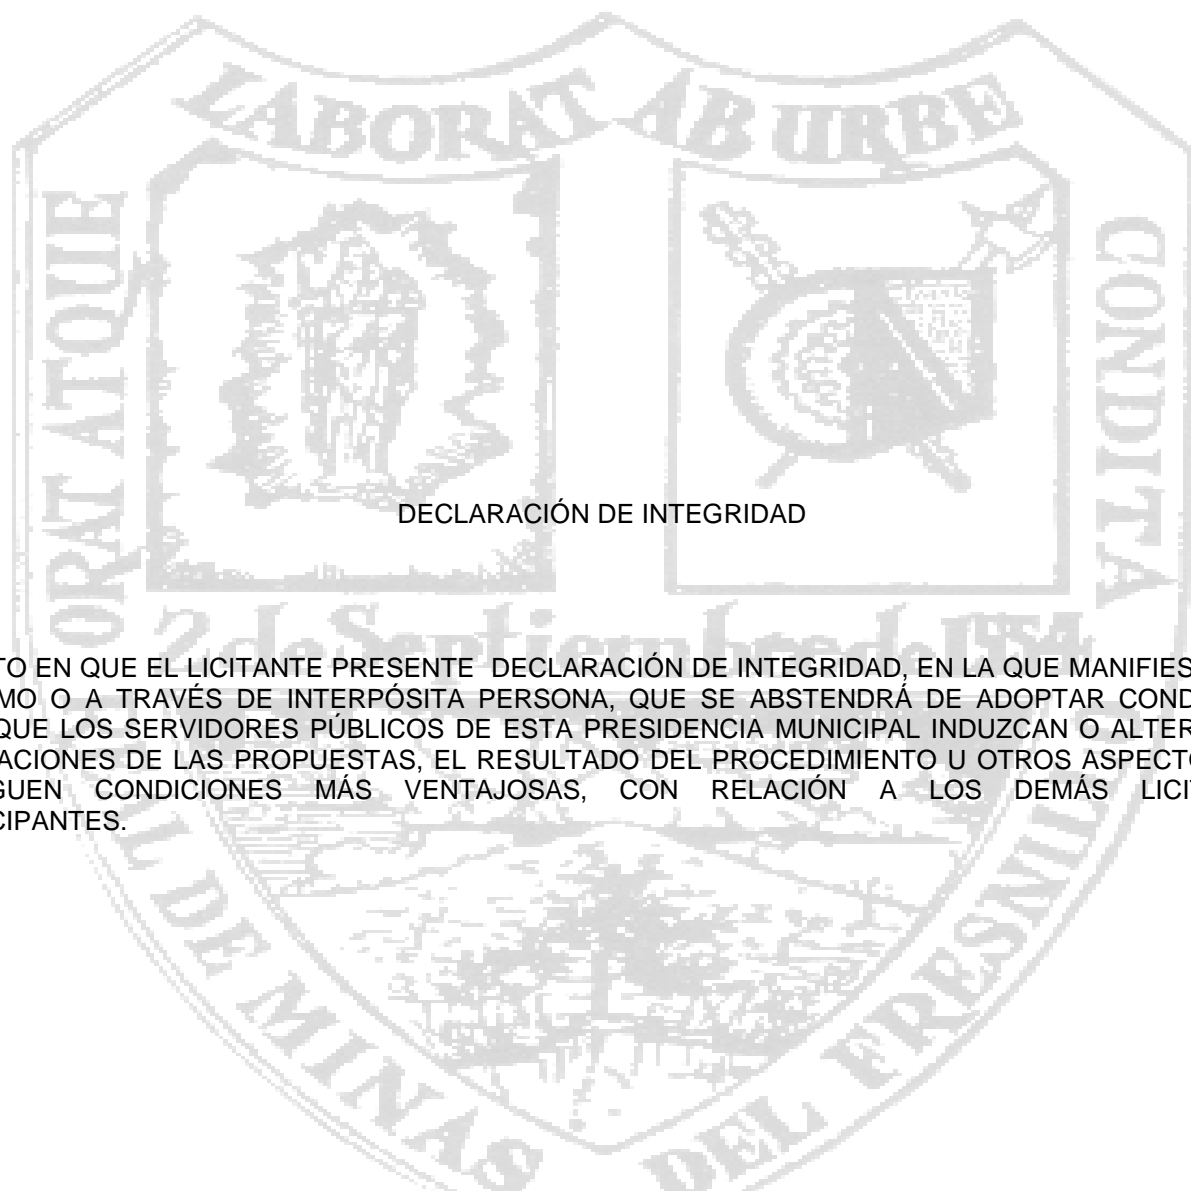 LABORAT AB URBE
ORAT ATQUE
CONDITA
DECLARACIÓN DE INTEGRIDAD
2 de Septiembre de 1554
TO EN QUE EL LICITANTE PRESENTE DECLARACIÓN DE INTEGRIDAD, EN LA QUE MANIFIES
MO O A TRAVÉS DE INTERPÓSITA PERSONA, QUE SE ABSTENDRÁ DE ADOPTAR COND
QUE LOS SERVIDORES PÚBLICOS DE ESTA PRESIDENCIA MUNICIPAL INDUZCAN O ALTER
ACIONES DE LAS PROPUESTAS, EL RESULTADO DEL PROCEDIMIENTO U OTROS ASPECTO
GUEN CONDICIONES MÁS VENTAJOSAS, CON RELACIÓN A LOS DEMÁS LICI
CIPANTES.
L DE MINAS DEL FRESNILL